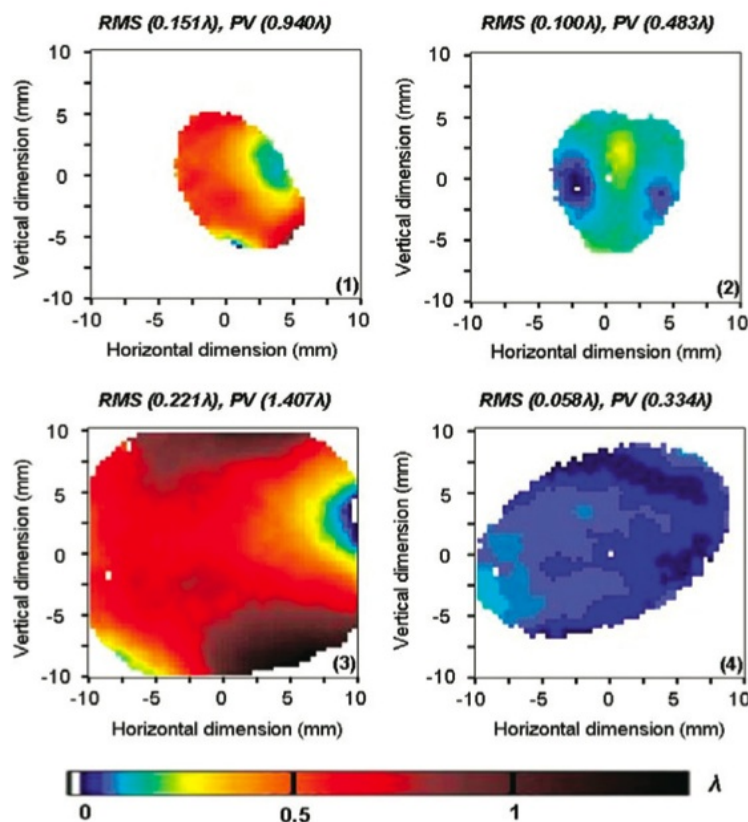 RMS (0.151λ), PV (0.940λ)
RMS (0.100λ), PV (0.483λ)
10
5
0
-5
-10
Vertical dimension (mm)
(1)
-10 -5 0 5 10
Horizontal dimension (mm)
10
5
0
-5
-10
Vertical dimension (mm)
(2)
-10 -5 0 5 10
Horizontal dimension (mm)
RMS (0.221λ), PV (1.407λ)
RMS (0.058λ), PV (0.334λ)
10
5
0
-5
-10
Vertical dimension (mm)
(3)
-10 -5 0 5 10
Horizontal dimension (mm)
10
5
0
-5
-10
Vertical dimension (mm)
(4)
-10 -5 0 5 10
Horizontal dimension (mm)
λ
0 0.5 1